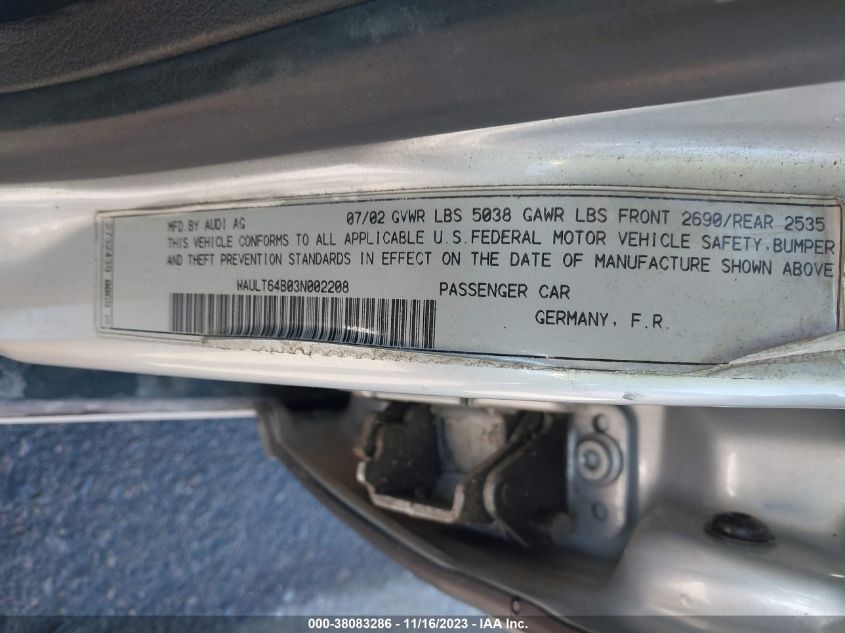 MFD BY AUDI AG 07/02 GVWR LBS 5038 GAWR LBS FRONT 2690/REAR 2535
THIS VEHICLE CONFORMS TO ALL APPLICABLE U.S. FEDERAL MOTOR VEHICLE SAFETY, BUMPER
AND THEFT PREVENTION STANDARDS IN EFFECT ON THE DATE OF MANUFACTURE SHOWN ABOVE
WAULT64B03N002208 PASSENGER CAR
GERMANY, F.R.
000-38083286 - 11/16/2023 - IAA Inc.